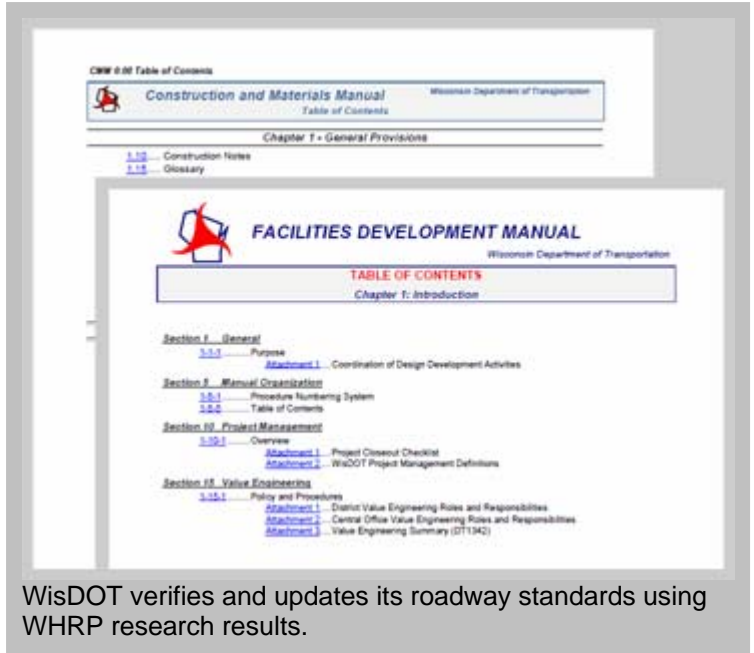 CMM 0.00 Table of Contents
Construction and Materials Manual
Wisconsin Department of Transportation
Table of Contents
Chapter 1 - General Provisions
1.10.... Construction Notes
1.15.... Glossary
FACILITIES DEVELOPMENT MANUAL
Wisconsin Department of Transportation
TABLE OF CONTENTS
Chapter 1: Introduction
Section 1 General
1-1-1..........Purpose
Attachment 1....Coordination of Design Development Activities
Section 5 Manual Organization
1-5-1..........Procedure Numbering System
1-5-5..........Table of Contents
Section 10 Project Management
1-10-1........Overview
Attachment 1....Project Closeout Checklist
Attachment 2....WisDOT Project Management Definitions
Section 15 Value Engineering
1-15-1........Policy and Procedures
Attachment 1....District Value Engineering Roles and Responsibilities
Attachment 2....Central Office Value Engineering Roles and Responsibilities
Attachment 3....Value Engineering Summary (DT1342)
WisDOT verifies and updates its roadway standards using
WHRP research results.